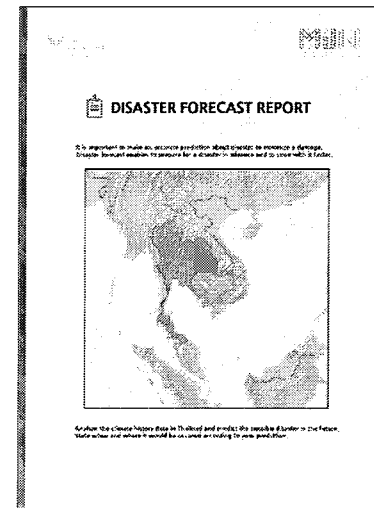 DISASTER FORECAST REPORT
It is important to make an accurate prediction about disaster to minimize a damage.
Disaster forecast enables to prepare for a disaster in advance and to cope with it faster.
Analyze the climate history data in Thailand and predict the possible disaster in the future.
State when and where it would be occured according to your prediction.